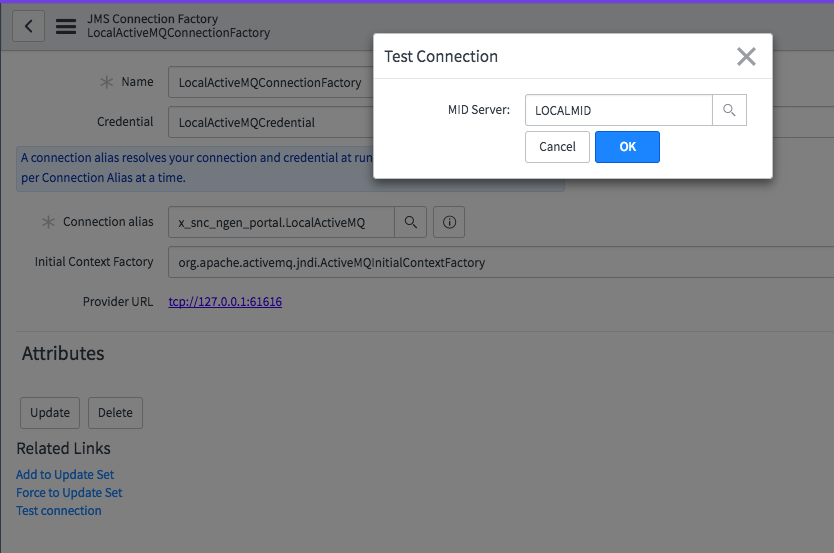 JMS Connection Factory
LocalActiveMQConnectionFactory
Test Connection
MID Server: LOCALMID
Cancel OK
Name LocalActiveMQConnectionFactory
Credential LocalActiveMQCredential
A connection alias resolves your connection and credential at run
per Connection Alias at a time.
Connection alias x_snc_ngen_portal.LocalActiveMQ
Initial Context Factory org.apache.activemq.jndi.ActiveMQInitialContextFactory
Provider URL tcp://127.0.0.1:61616
Attributes
Update Delete
Related Links
Add to Update Set
Force to Update Set
Test connection